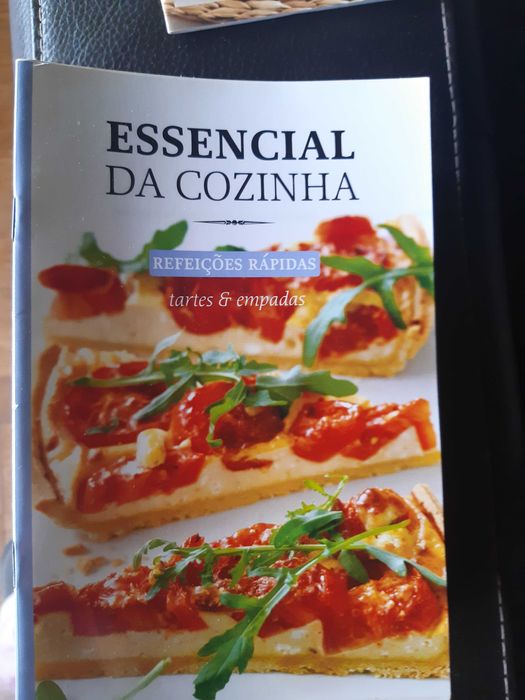 ESSENCIAL
DA COZINHA
REFEIÇÕES RÁPIDAS
tartes & empadas